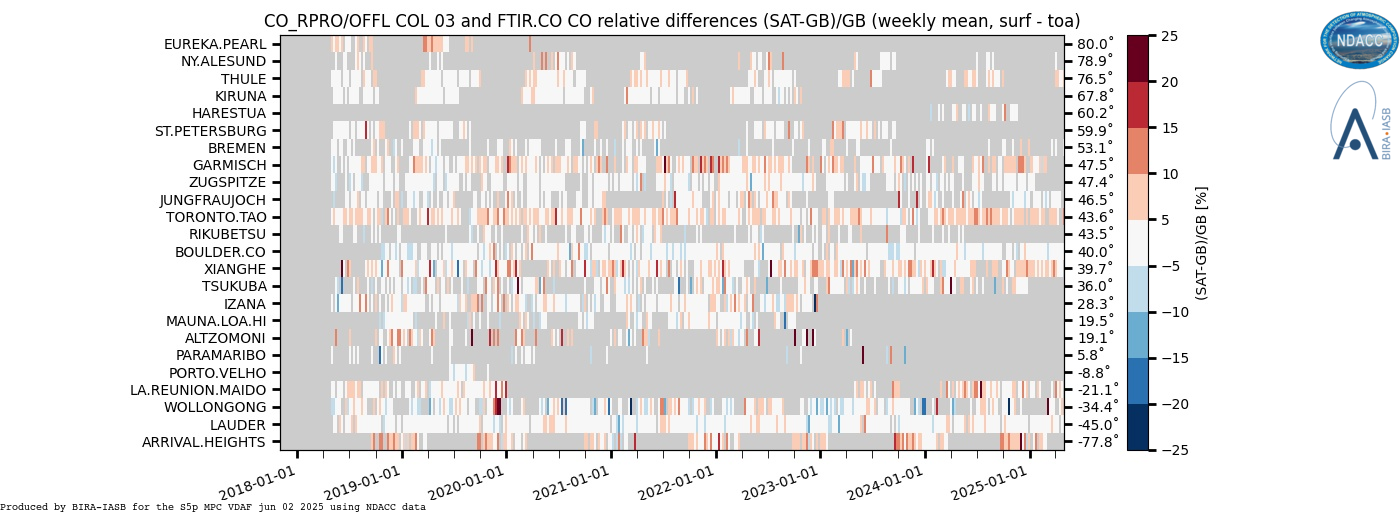 CO_RPRO/OFFL COL 03 and FTIR.CO CO relative differences (SAT-GB)/GB (weekly mean, surf - toa)
EUREKA.PEARL 80.0°
NY.ALESUND 78.9°
THULE 76.5°
KIRUNA 67.8°
HARESTUA 60.2°
ST.PETERSBURG 59.9°
BREMEN 53.1°
GARMISCH 47.5°
ZUGSPITZE 47.4°
JUNGFRAUJOCH 46.5°
TORONTO.TAO 43.6°
RIKUBETSU 43.5°
BOULDER.CO 40.0°
XIANGHE 39.7°
TSUKUBA 36.0°
IZANA 28.3°
MAUNA.LOA.HI 19.5°
ALTZOMONI 19.1°
PARAMARIBO 5.8°
PORTO.VELHO -8.8°
LA.REUNION.MAIDO -21.1°
WOLLONGONG -34.4°
LAUDER -45.0°
ARRIVAL.HEIGHTS -77.8°
2018-01-01 2019-01-01 2020-01-01 2021-01-01 2022-01-01 2023-01-01 2024-01-01 2025-01-01
25
20
15
10
5
−5
−10
−15
−20
−25
(SAT-GB)/GB [%]
NDACC
BIRA•IASB
Produced by BIRA-IASB for the S5p MPC VDAF jun 02 2025 using NDACC data